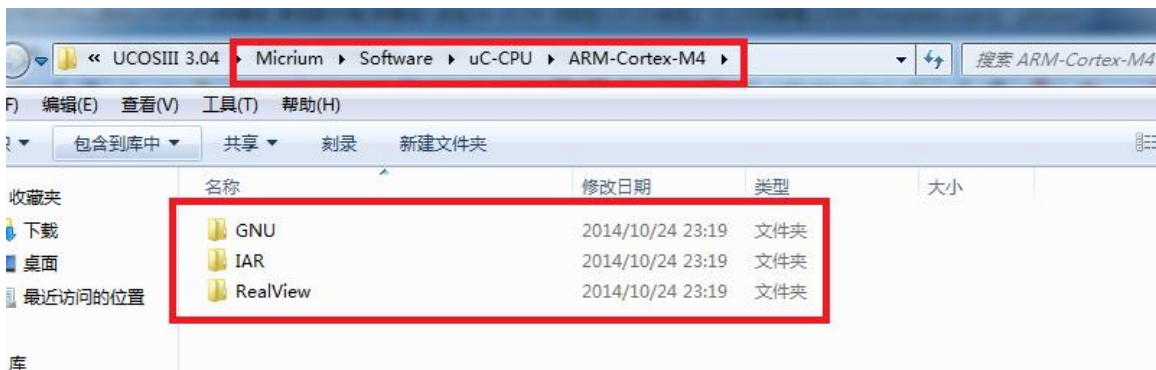 « UCOSIII 3.04 ▸ Micrium ▸ Software ▸ uC-CPU ▸ ARM-Cortex-M4 ▸ 搜索 ARM-Cortex-M4
F) 编辑(E) 查看(V) 工具(T) 帮助(H)
包含到库中 ▼ 共享 ▼ 刻录 新建文件夹
名称 修改日期 类型 大小
收藏夹
下载 GNU 2014/10/24 23:19 文件夹
桌面 IAR 2014/10/24 23:19 文件夹
最近访问的位置 RealView 2014/10/24 23:19 文件夹
库